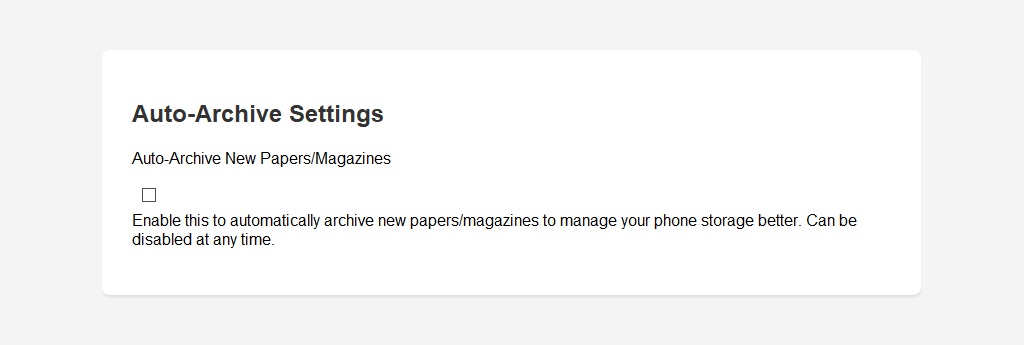 Auto-Archive Settings
Auto-Archive New Papers/Magazines
Enable this to automatically archive new papers/magazines to manage your phone storage better. Can be
disabled at any time.